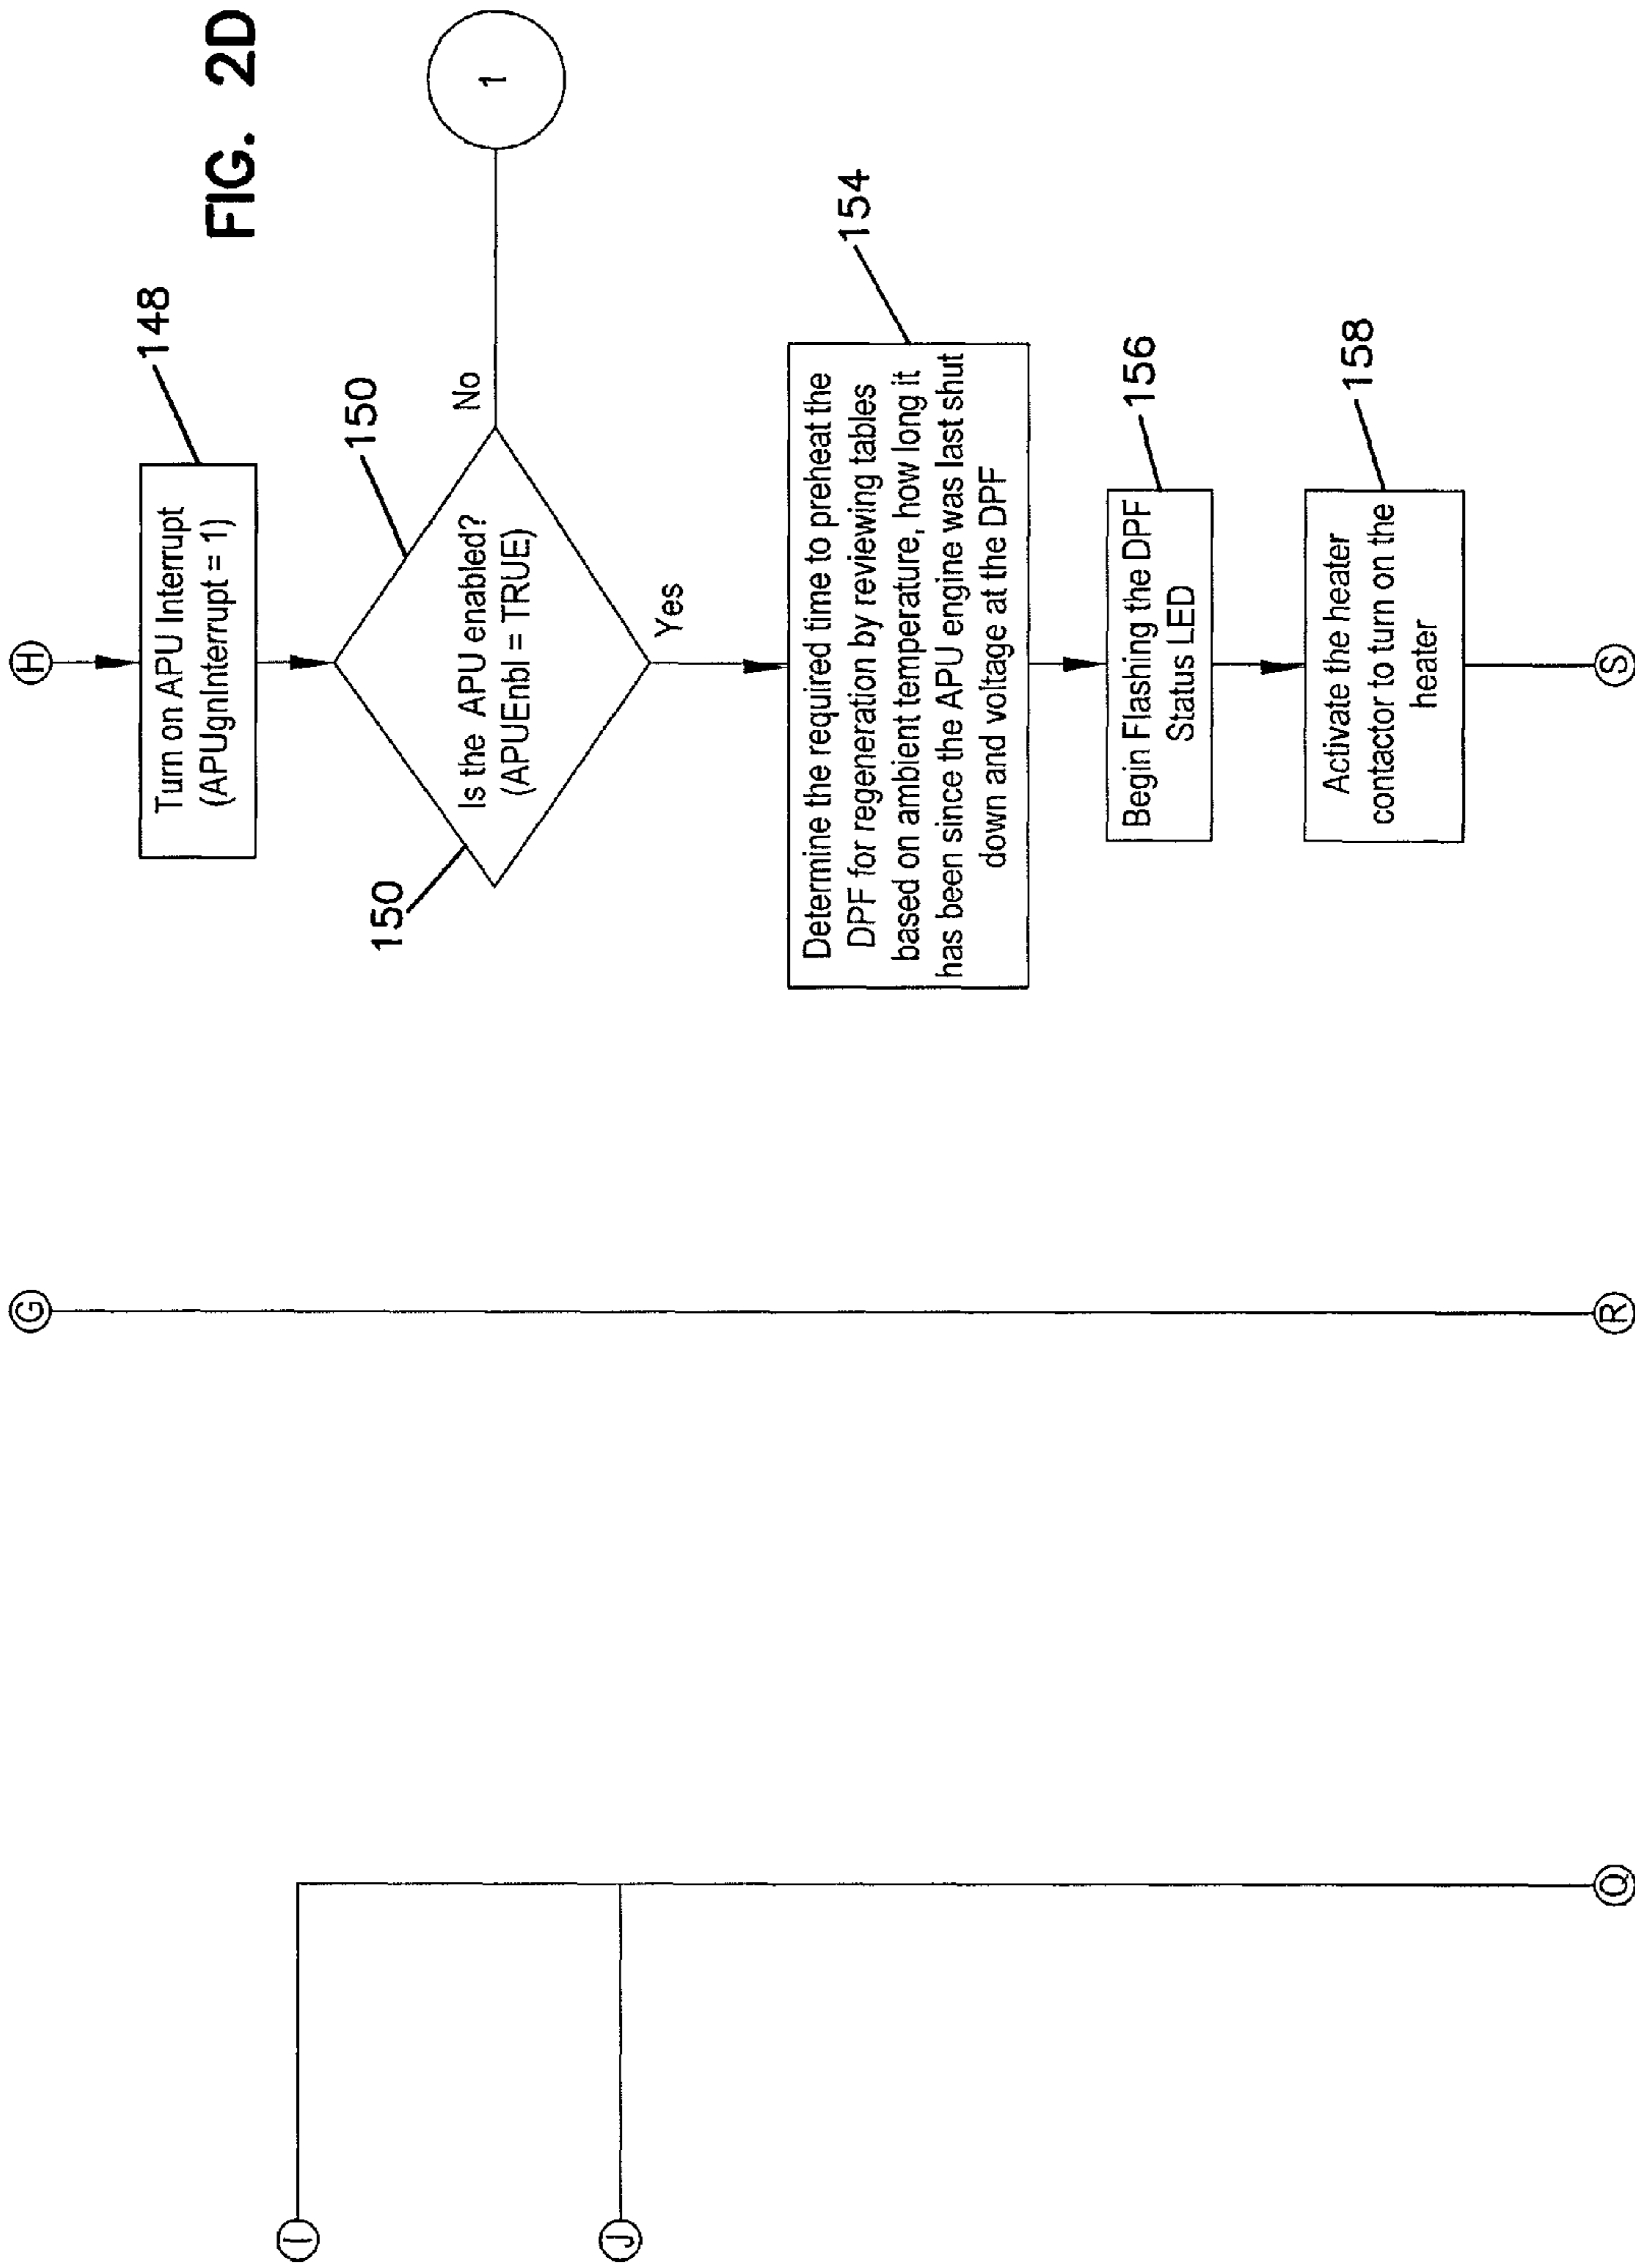 FIG. 2D
G
H
I
148
Turn on APU Interrupt
(APUgnInterrupt = 1)
150
150
Is the APU enabled?
(APUEnbl = TRUE)
No
1
Yes
J
154
Determine the required time to preheat the
DPF for regeneration by reviewing tables
based on ambient temperature, how long it
has been since the APU engine was last shut
down and voltage at the DPF
156
Begin Flashing the DPF
Status LED
158
Activate the heater
contactor to turn on the
heater
Q
R
S